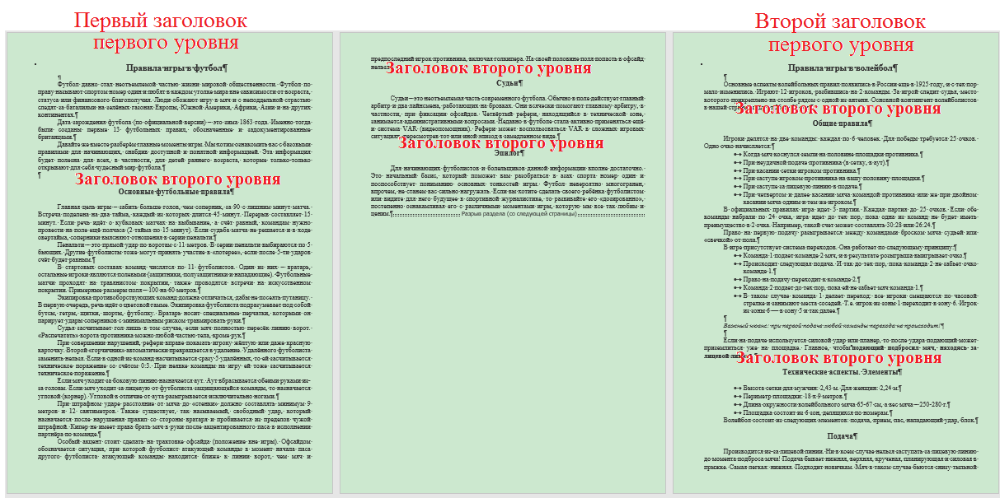 Первый заголовок
первого уровня
Правила игры в футбол¶
¶
Футбол давно стал неотъемлемой частью жизни мировой общественности. Футбол по-
праву называют спортом номер один и любят в каждом уголке мира вне зависимости от возраста,
статуса или финансового благополучия. Люди обожают игру в мяч и с неподдельной страстью
следят за баталиями на зелёных газонах Европы, Южной Америки, Африки, Азии и на других
континентах.¶
Дата зарождения футбола (по официальной версии) — это зима 1863 года. Именно тогда
были созданы первые 13 футбольных правил, обозначенные и задокументированные
британцами.¶
Давайте же вместе разберём главные моменты игры. Мы хотим ознакомить вас с базовыми
правилами для начинающих, снабдив доступной и понятной информацией. Эта информация
будет полезна для всех, в частности, для детей раннего возраста, которые только-только
открывают для себя чудесный мир футбола.¶
¶
Заголовок второго уровня
Основные футбольные правила¶
Главная цель игры — забить больше голов, чем соперник, за 90 с лишним минут матча.
Встреча поделена на два тайма, каждый из которых длится 45 минут. Перерыв составляет 15
минут. Если речь идёт о кубковых матчах на выбывание, а счёт равный, командам нужно
провести на поле ещё полчаса (2 тайма по 15 минут). Если судьба матча не решается и в ходе
овертайма, соперники выясняют отношения в серии пенальти.¶
Пенальти — это прямой удар по воротам с 11 метров. В серии пенальти выбираются по 5
бьющих. Другие футболисты тоже могут принять участие в «лотерее», если после 5-ти ударов
счёт будет равным.¶
В стартовых составах команд числятся по 11 футболистов. Один из них — вратарь,
остальные игроки являются полевыми (защитники, полузащитники и нападающие). Футбольные
матчи проходят на травянистом покрытии, также проводятся встречи на искусственном
покрытии. Примерные размеры поля — 100 на 60 метров.¶
Экипировка противоборствующих команд должна отличаться, дабы не посеять путаницу.
В первую очередь, речь идёт о цветовой гамме. Экипировка футболиста подразумевает под собой
бутсы, гетры, щитки, шорты, футболку. Вратарь носит специальные перчатки, которыми он
парирует удары соперников с минимальным риском травмировать руки.¶
Судья засчитывает гол лишь в том случае, если мяч полностью пересёк линию ворот.
«Распечатать» ворота противника можно любой частью тела, кроме рук.¶
При совершении нарушений, рефери вправе показать игроку жёлтую или даже красную
карточку. Второй «горчичник» автоматически превращается в удаление. Удалённого футболиста
заменить нельзя. Если в одной из команд насчитывается сразу 5 удалённых, то ей засчитывается
техническое поражение со счётом 0:3. При неявке команды на игру ей тоже засчитывается
техническое поражение.¶
Если мяч уходит за боковую линию назначается аут. Аут вбрасывается обеими руками из-
за головы. Если мяч уходит за лицевую от футболиста защищающейся команды, то назначается
угловой (корнер). Угловой в отличие от аута разыгрывается исключительно ногами.¶
При штрафном ударе расстояние от мяча до «стенки» должно составлять минимум 9
метров и 12 сантиметров. Также существует, так называемый, свободный удар, который
назначается после нарушения правил со стороны вратаря и пробивается из пределов чужой
штрафной. Кипер не имеет права брать мяч в руки после акцентированного паса в исполнении
партнёра по команде.¶
Особый акцент стоит сделать на трактовке офсайда (положение вне игры). Офсайдом
обозначается ситуация, при которой футболист атакующей команды в момент начала паса
другого футболиста атакующей команды находится ближе к линии ворот, чем мяч и
предпоследний игрок противника, включая голкипера. На своей половине поля попасть в офсайд
нельзя.
Заголовок второго уровня
Судьи¶
Судьи — это неотъемлемая часть современного футбола. Обычно в поле действует главный
арбитр и два лайнсмена, работающих на бровках. Они всячески помогают главному арбитру, в
частности, при фиксации офсайдов. Четвёртый рефери, находящийся в технической зоне,
занимается административными вопросами. Недавно в футболе стала активно применяться ещё
и система VAR (видеопомощник). Рефери может воспользоваться VAR в сложных игровых
ситуациях, пересмотрев тот или иной эпизод в замедленном виде.¶
Заголовок второго уровня
Эпилог¶
Для начинающих футболистов и болельщиков данной информации вполне достаточно.
Это начальный базис, который поможет вам разобраться в азах спорта номер один и
поспособствует пониманию основных тонкостей игры. Футбол невероятно многогранен,
впрочем, не станем вас сильно нагружать. Если вы хотите сделать своего ребёнка футболистом
или видите для него будущее в спортивной журналистике, то развивайте его «дозированно»,
постепенно ознакамливая его с различными моментами игры, которую мы все так любим и
ценим.¶ Разрыв раздела (со следующей страницы)
Второй заголовок
первого уровня
Правила игры в волейбол¶
¶
Основные аспекты волейбольных правил появились в России еще в 1925 году, и с тех пор
мало изменились. Играют 12 игроков, разбившись на 2 команды. За игрой следит судья, место
которого прикреплено на столбе рядом с одной из антенн. Основной контингент волейболистов
в нашей
Заголовок второго уровня
Общие правила¶
Игроки делятся на две команды: каждая по 6 человек. Для победы требуется 25 очков.
Одно очко начисляется:¶
Когда мяч коснулся земли на половине площадки противника.¶
При неудачной подаче противника (в сетку, в аут).¶
При касании сетки игроком противника.¶
При заступе игроком противника на вашу половину площадки.¶
При заступе за лицевую линию в подаче.¶
При четвертом и далее касании мяча командой противника или же при двойном
касании мяча одним и тем же игроком.¶
В официальных правилах игра идет 3 партии. Каждая партия до 25 очков. Если обе
команды набрали по 24 очка, игра идет до тех пор, пока одна из команд не будет иметь
преимущество в 2 очка. Например, такой счет может составлять 30:28 или 26:24.¶
Право на первую подачу разыгрывается между командами броском мяча судьей или
«свечкой» от пола.¶
В игре присутствует система переходов. Она работает по следующему принципу:¶
Команда 1 подает команде 2 мяч, и в результате розыгрыша выигрывает очко.¶
Происходит следующая подача. И так до тех пор, пока команда 2 не забьет очко
команде 1.¶
Право на подачу переходит к команде 2.¶
Команда 2 подает до тех пор, пока ей не забьет мяч команда 1.¶
В таком случае команда 1 делает переход: все игроки смещаются по часовой
стрелке и занимают места соседей. Т.е. игрок из зоны 1 переходит в зону 6. Игрок
из зоны 6 — в зону 5 и так далее.¶
¶
Важный нюанс: при первой подаче любой команды перехода не происходит!¶
¶
Если на подаче используется силовой удар или планер, то после удара подающий может
приземлиться уже на площадке. Главное, чтобы подающий подбросил мяч, находясь за
лицевой
Заголовок второго уровня
Технические аспекты. Элементы¶
Высота сетки для мужчин: 2,43 м. Для женщин: 2,24 м.¶
Периметр площадки: 18 х 9 метров.¶
Длина окружности волейбольного мяча 65-67 см, а вес мяча — 250-280 г.¶
Площадка состоит из 6 зон, делящихся по номерам.¶
Волейбол состоит из следующих элементов: подача, прием, пас, нападающий удар, блок.¶
Подача¶
Производится из-за лицевой линии. Ни в коем случае нельзя заступать за лицевую линию
до момента подброса мяча! Подача бывает нижняя, верхняя, крученая, планирующая и силовая в
прыжке. Самая легкая: нижняя. Подходит новичкам. Мяч в таком случае бьются снизу тыльной